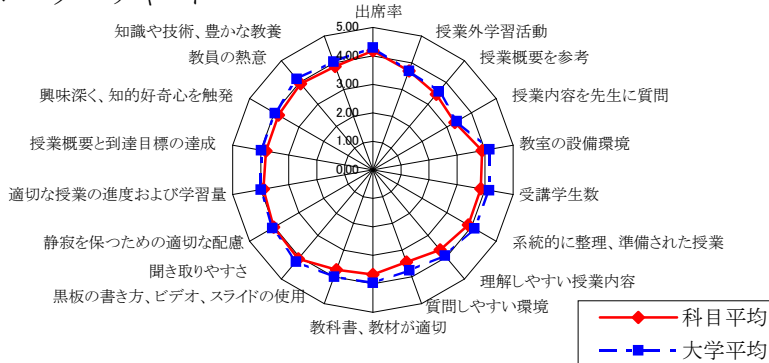 出席率
授業外学習活動
授業概要を参考
授業内容を先生に質問
教室の設備環境
受講学生数
系統的に整理、準備された授業
理解しやすい授業内容
質問しやすい環境
教科書、教材が適切
黒板の書き方、ビデオ、スライドの使用
聞き取りやすさ
静寂を保つための適切な配慮
適切な授業の進度および学習量
授業概要と到達目標の達成
興味深く、知的好奇心を触発
教員の熱意
知識や技術、豊かな教養
5.00
4.00
3.00
2.00
1.00
0.00
科目平均
大学平均